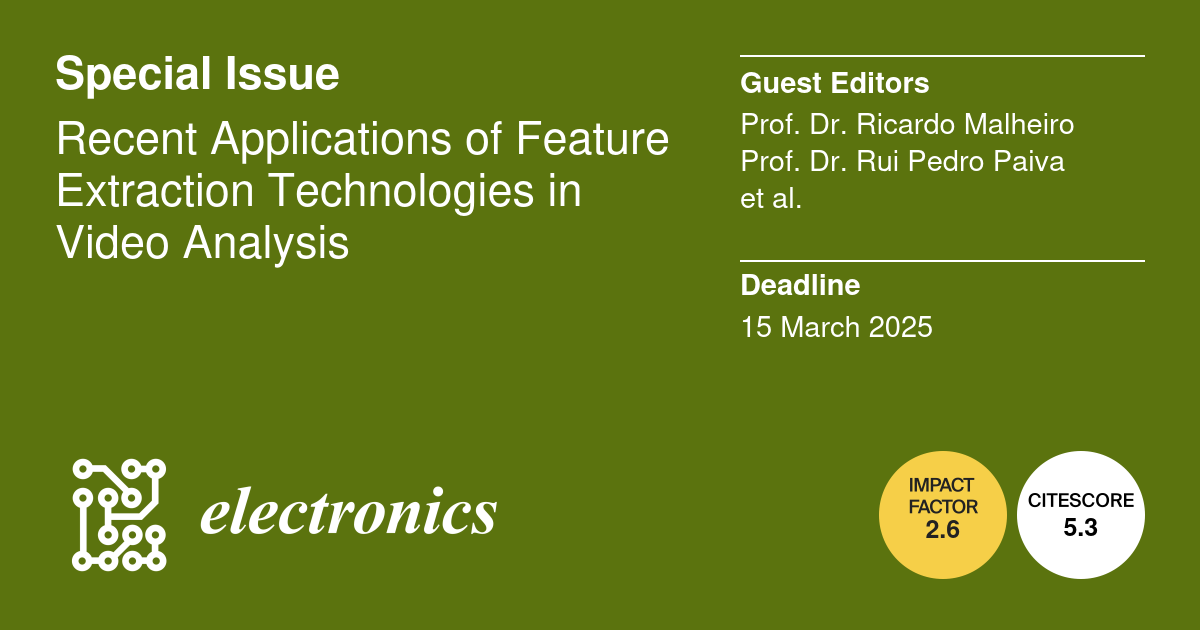 Special Issue
Recent Applications of Feature
Extraction Technologies in
Video Analysis
Guest Editors
Prof. Dr. Ricardo Malheiro
Prof. Dr. Rui Pedro Paiva
et al.
Deadline
15 March 2025
electronics
IMPACT
FACTOR
2.6
CITESCORE
5.3